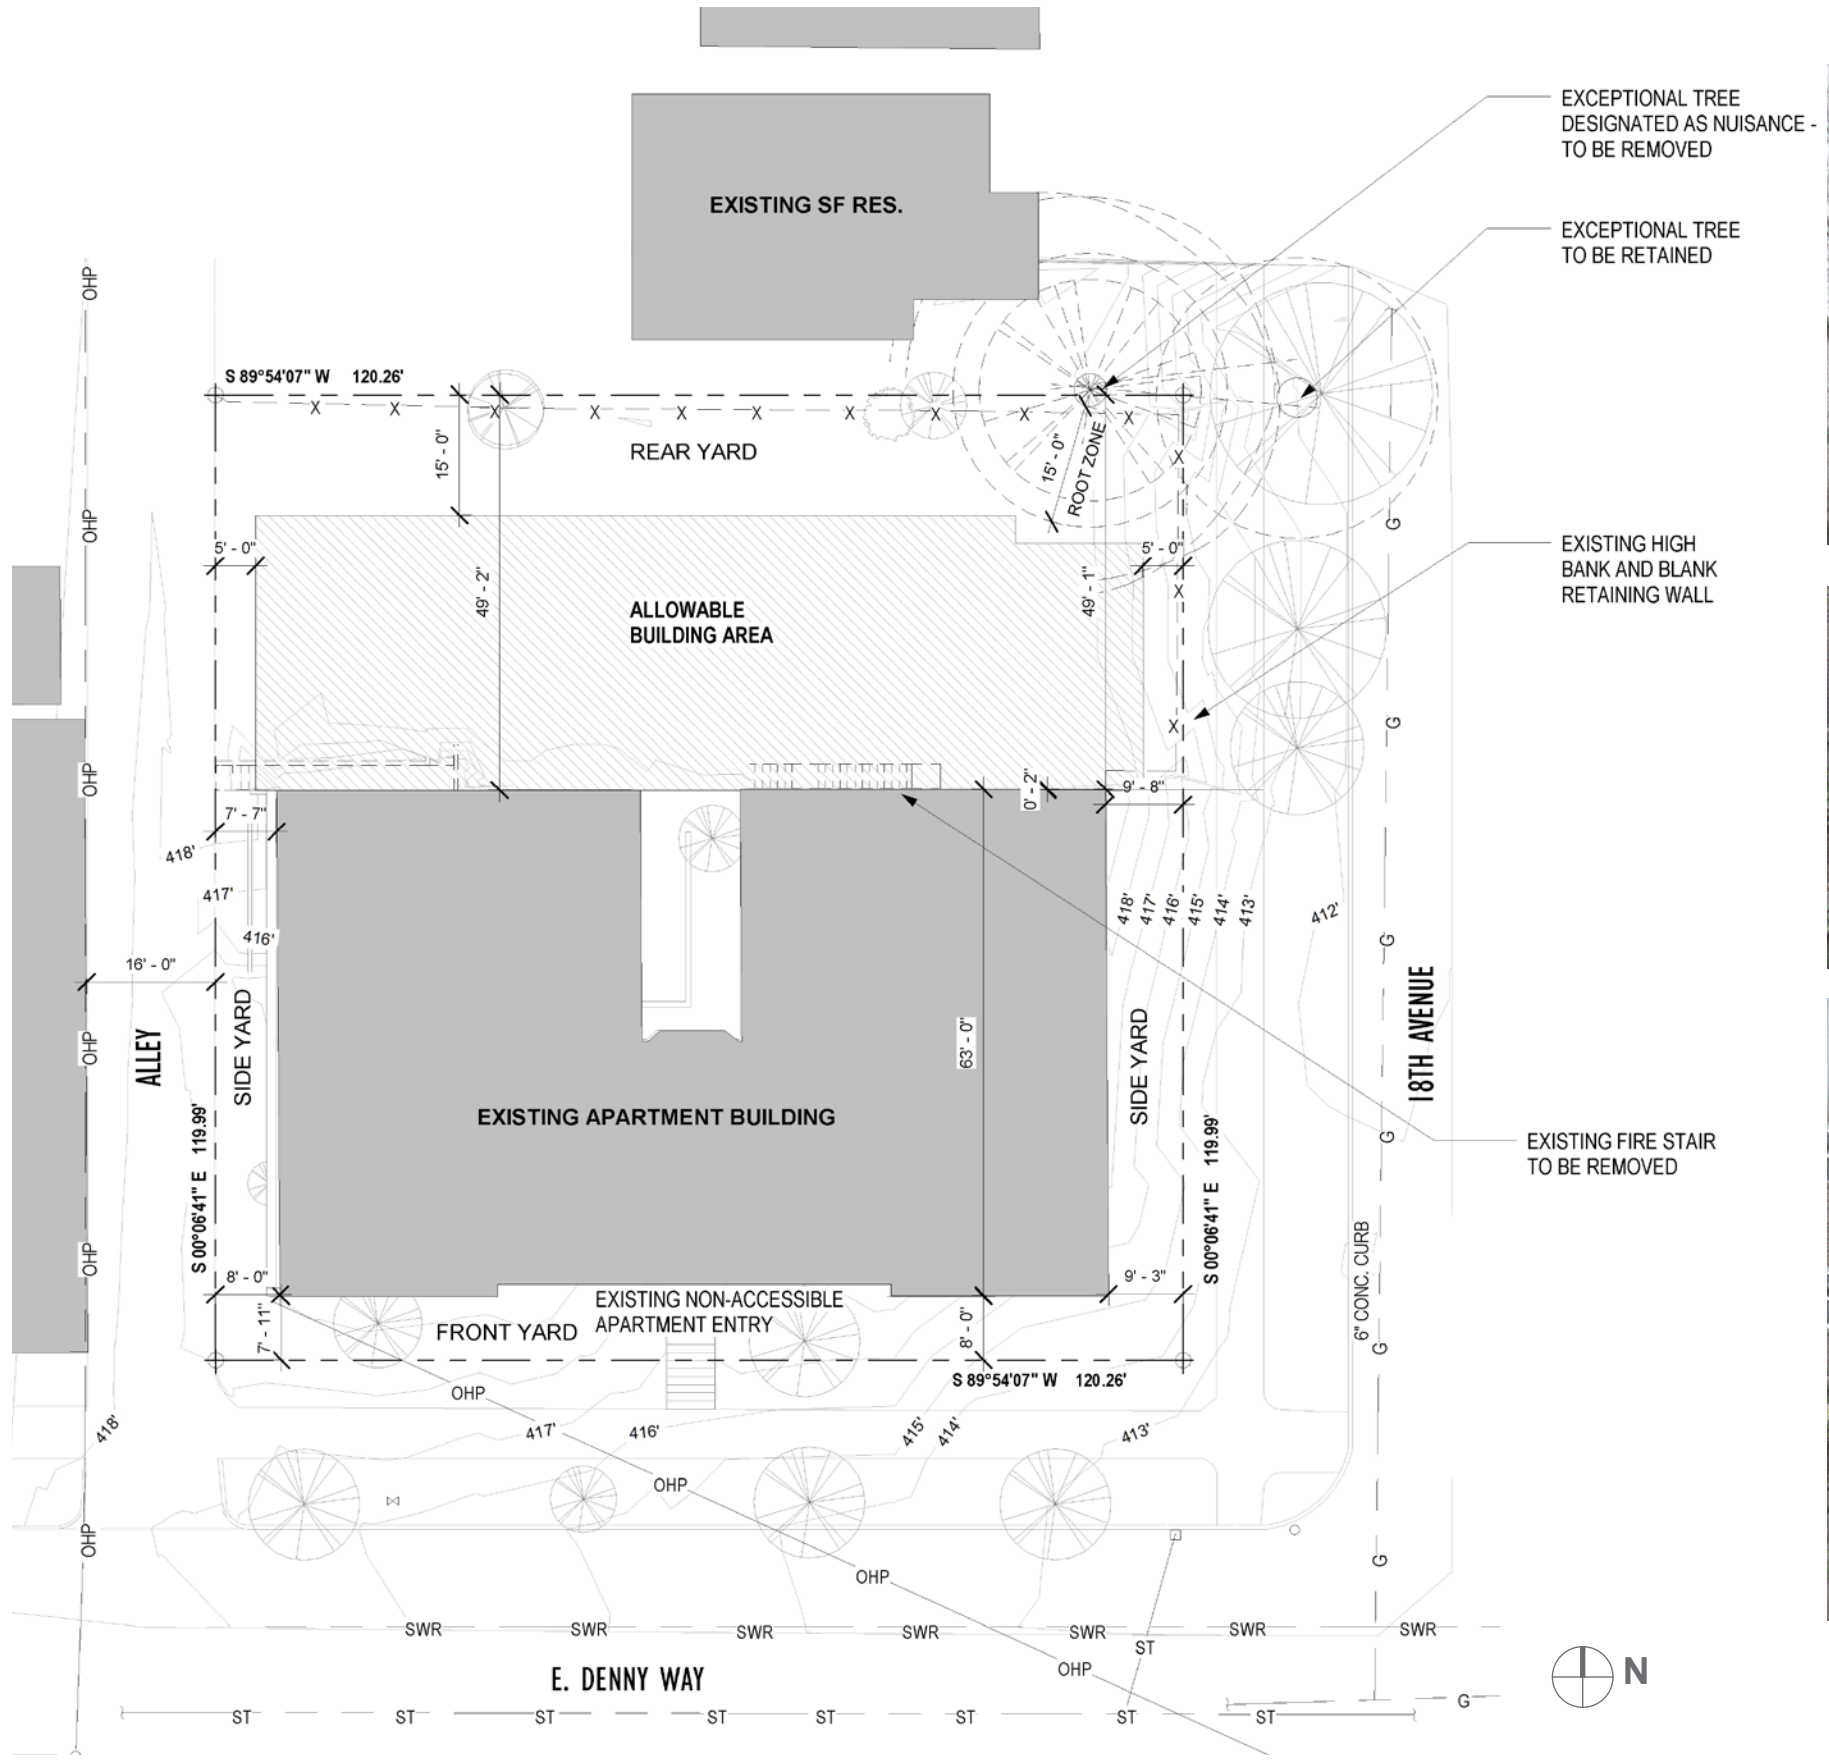 EXCEPTIONAL TREE
DESIGNATED AS NUISANCE -
TO BE REMOVED
EXISTING SF RES.
EXCEPTIONAL TREE
TO BE RETAINED
OHP
S 89°54'07" W 120.26'
X X X X X X X X X X
REAR YARD
15' - 0"
15' - 0"
ROOT ZONE
X
OHP
G
5' - 0"
5' - 0"
EXISTING HIGH
BANK AND BLANK
RETAINING WALL
49' - 2"
49' - 1"
X
ALLOWABLE
BUILDING AREA
G
X
OHP
0' - 2"
9' - 8"
7' - 7"
418'
417'
416'
418'
417'
416'
415'
414'
413'
412'
G
16' - 0"
ALLEY
SIDE YARD
OHP
63' - 0"
SIDE YARD
18TH AVENUE
EXISTING APARTMENT BUILDING
G
EXISTING FIRE STAIR
TO BE REMOVED
S 00°06'41" E 119.99'
S 00°06'41" E 119.99'
OHP
8' - 0"
9' - 3"
6" CONC. CURB
EXISTING NON-ACCESSIBLE
APARTMENT ENTRY
7' - 11"
FRONT YARD
8' - 0"
G
S 89°54'07" W 120.26'
OHP
418'
417'
416'
415'
414'
413'
OHP
OHP
G
OHP
SWR SWR SWR SWR SWR SWR SWR
ST
OHP
E. DENNY WAY
N
G
ST ST ST ST ST ST ST ST